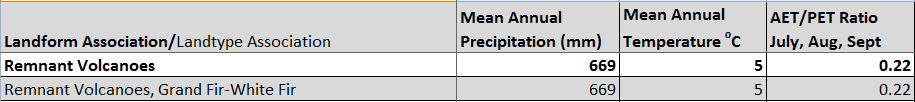 Mean Annual Mean Annual AET/PET Ratio
Landform Association/Landtype Association Precipitation (mm) Temperature °C July, Aug, Sept
Remnant Volcanoes 669 5 0.22
Remnant Volcanoes, Grand Fir-White Fir 669 5 0.22